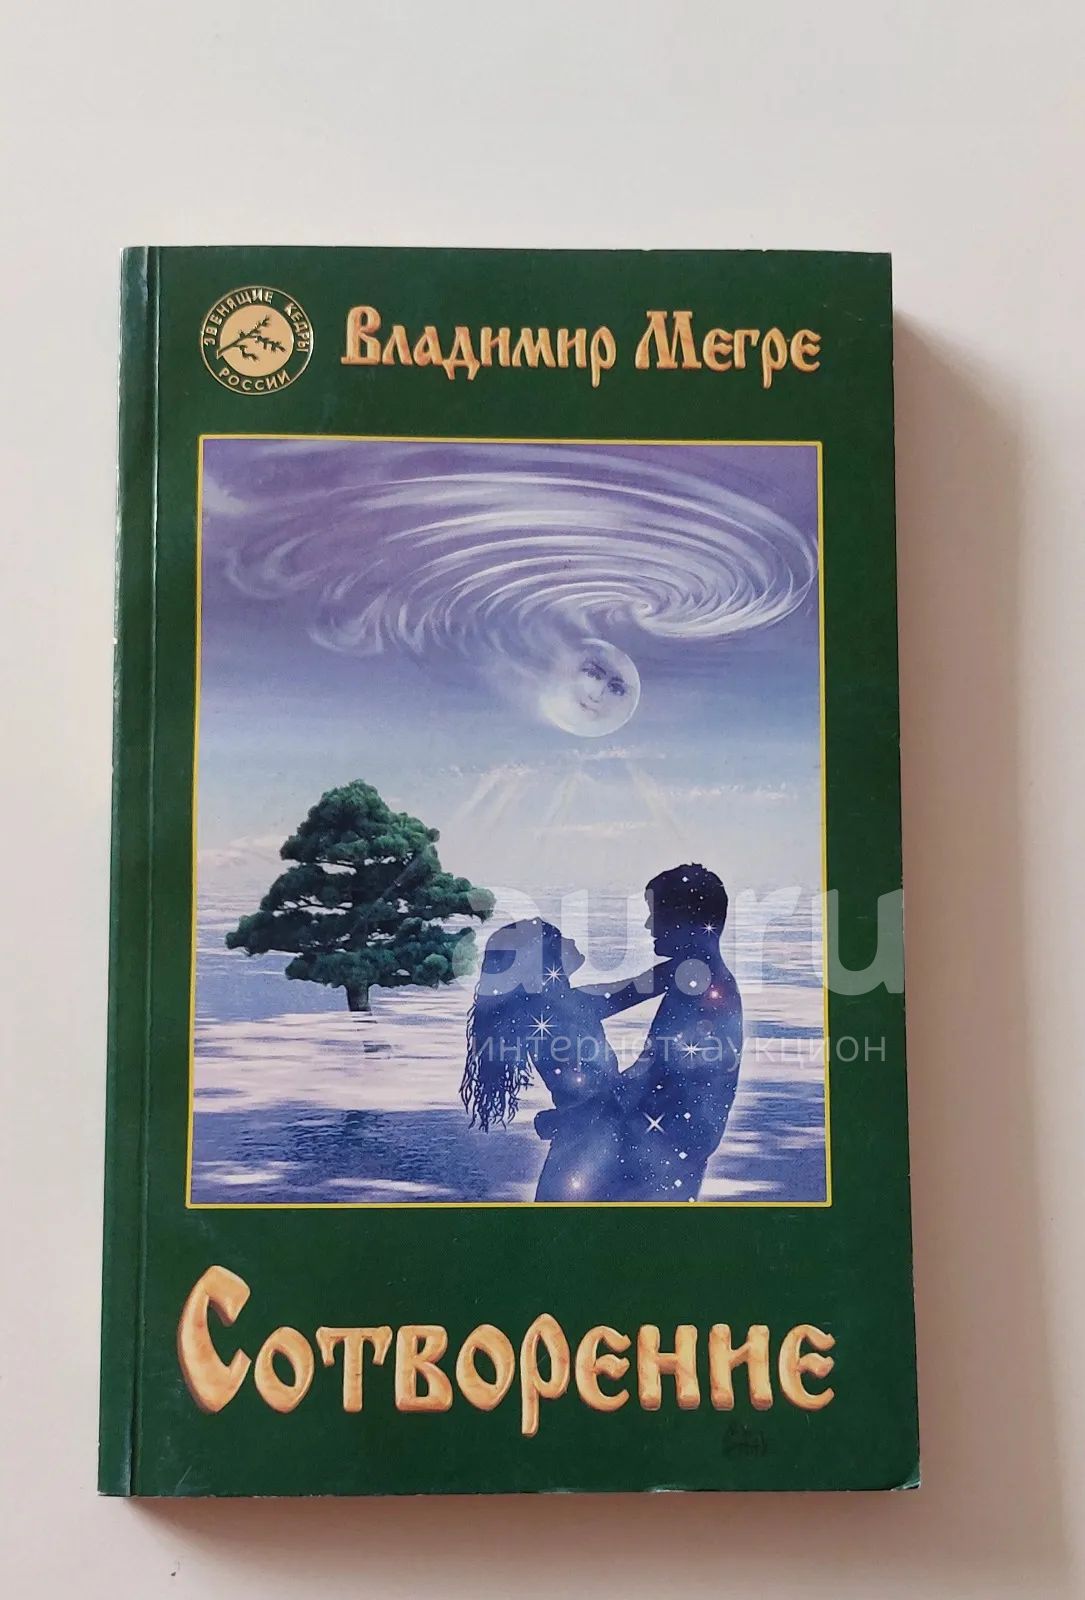 ЗВЕНЯЩИЕ КЕДРЫ
РОССИИ
Владимир Мегре
au.ru
интернет-аукцион
Сотворение